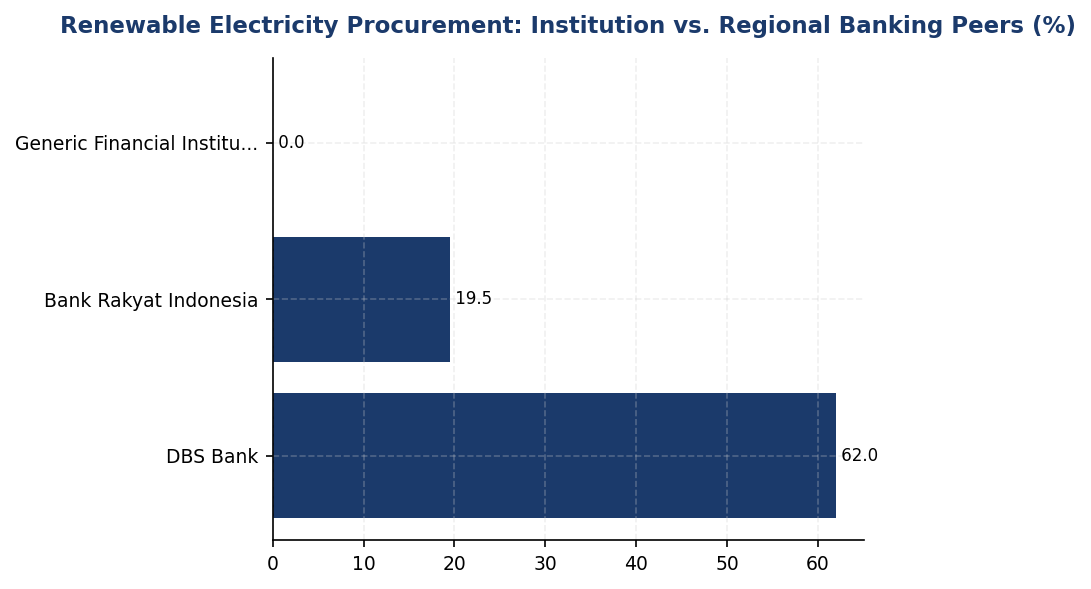 Renewable Electricity Procurement: Institution vs. Regional Banking Peers (%)
Generic Financial Institu... 0.0
Bank Rakyat Indonesia 19.5
DBS Bank 62.0
0 10 20 30 40 50 60